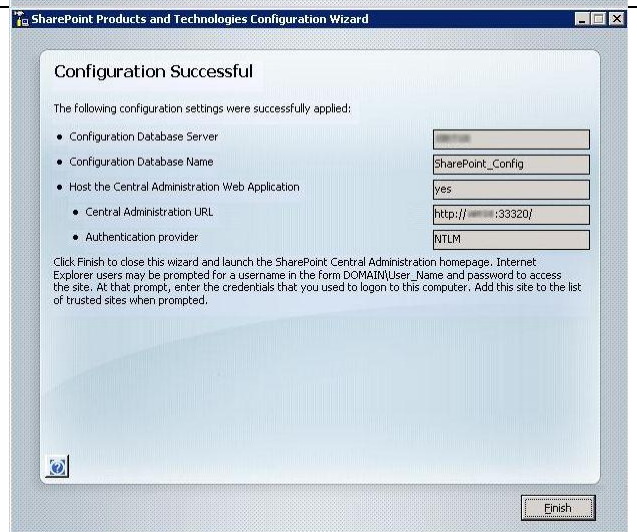 SharePoint Products and Technologies Configuration Wizard
Configuration Successful
The following configuration settings were successfully applied:
Configuration Database Server
Configuration Database Name SharePoint_Config
Host the Central Administration Web Application yes
Central Administration URL http:// :33320/
Authentication provider NTLM
Click Finish to close this wizard and launch the SharePoint Central Administration homepage. Internet
Explorer users may be prompted for a username in the form DOMAIN\User_Name and password to access
the site. At that prompt, enter the credentials that you used to logon to this computer. Add this site to the list
of trusted sites when prompted.
Finish